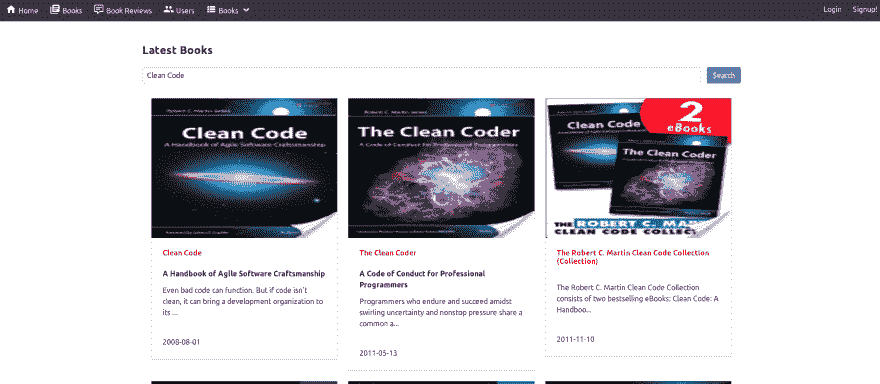 Home Books Book Reviews Users Books Login Signup!
Latest Books
Clean Code
Search
Robert C. Martin Series
Clean Code
A Handbook of Agile Software Craftsmanship
Robert C. Martin Series
The Clean Coder
A Code of Conduct for Professional Programmers
2
eBooks
Clean Code
The Clean Coder
THE ROBERT C. MA
CLEAN CODE COLLECT
Clean Code
A Handbook of Agile Software Craftsmanship
Even bad code can function. But if code isn't
clean, it can bring a development organization to
its ...
2008-08-01
The Clean Coder
A Code of Conduct for Professional
Programmers
Programmers who endure and succeed amidst
swirling uncertainty and nonstop pressure share a
common a...
2011-05-13
The Robert C. Martin Clean Code Collection
(Collection)
The Robert C. Martin Clean Code Collection
consists of two bestselling eBooks: Clean Code: A
Handboo...
2011-11-10